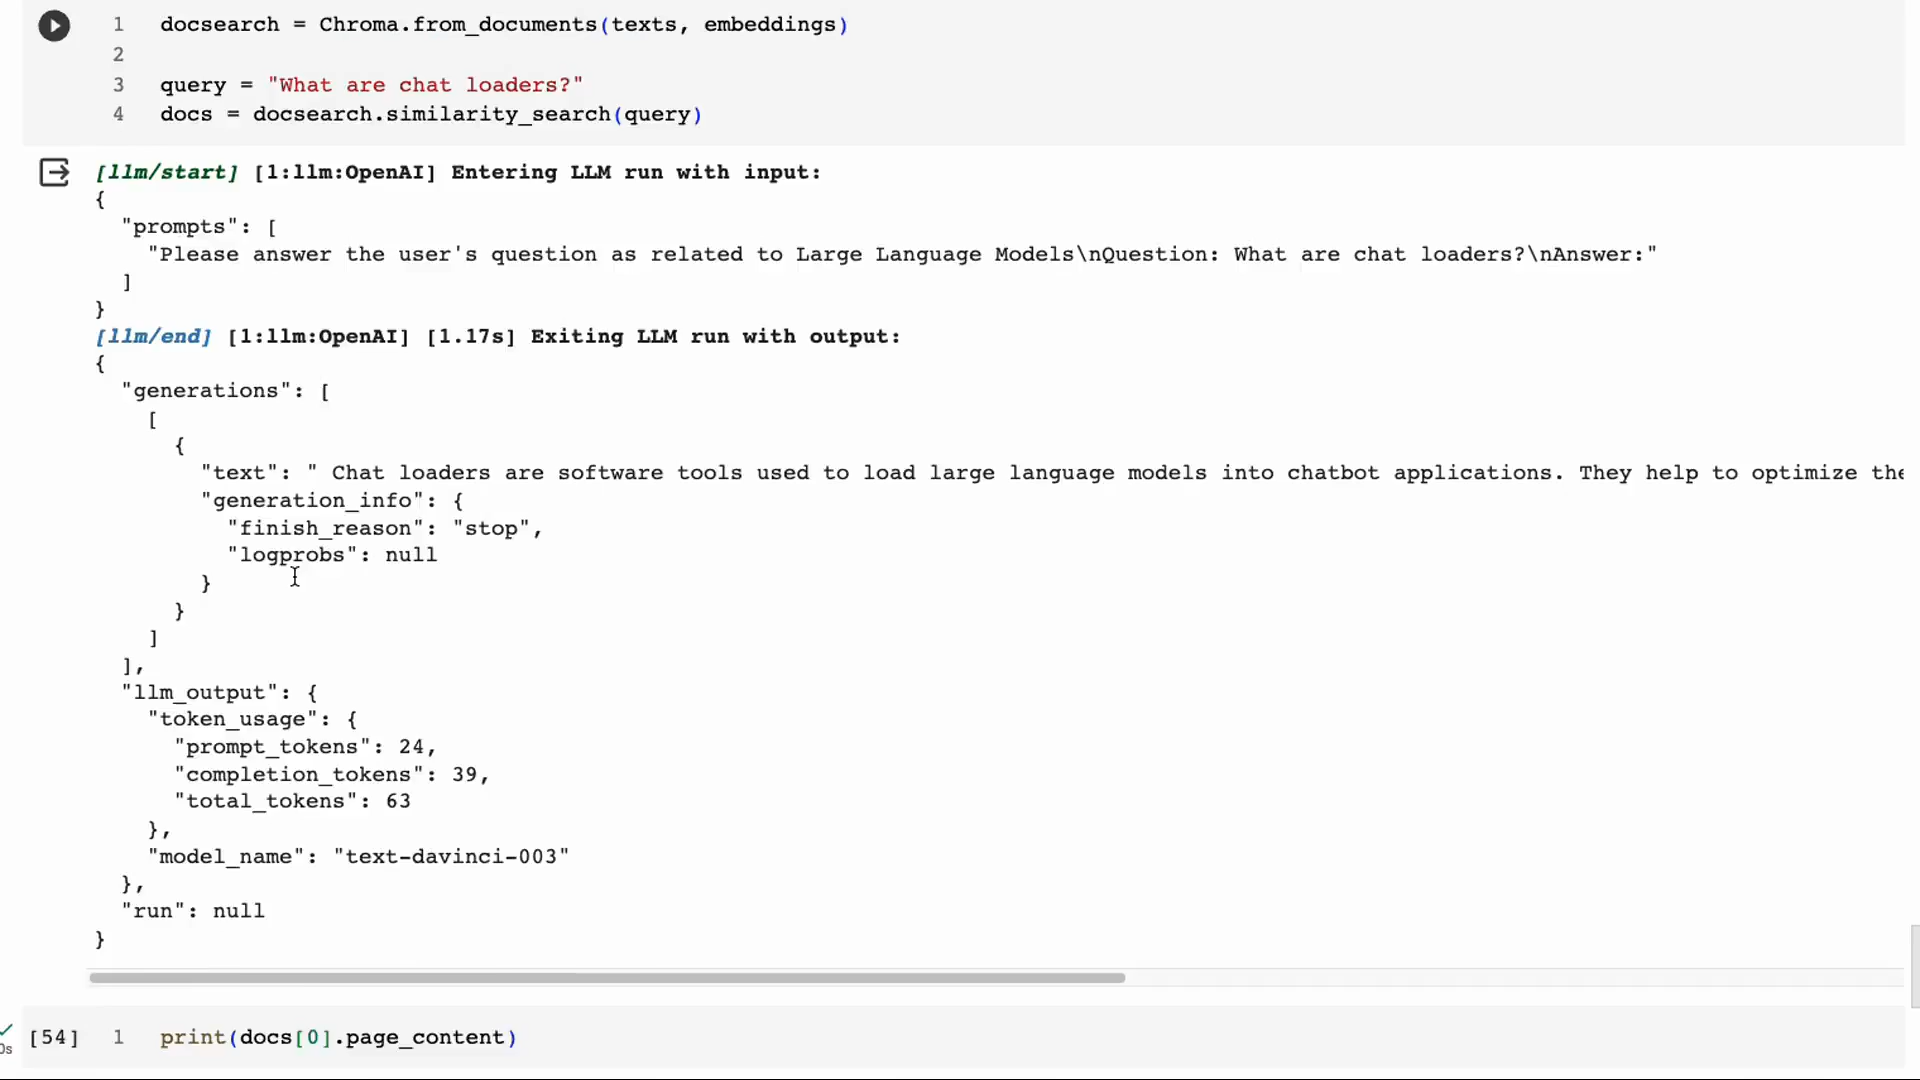 1 docsearch = Chroma.from_documents(texts, embeddings)
2
3 query = "What are chat loaders?"
4 docs = docsearch.similarity_search(query)
[llm/start] [1:llm:OpenAI] Entering LLM run with input:
{
  "prompts": [
    "Please answer the user's question as related to Large Language Models\nQuestion: What are chat loaders?\nAnswer:"
  ]
}
[llm/end] [1:llm:OpenAI] [1.17s] Exiting LLM run with output:
{
  "generations": [
    [
      {
        "text": " Chat loaders are software tools used to load large language models into chatbot applications. They help to optimize the
        "generation_info": {
          "finish_reason": "stop",
          "logprobs": null
        }
      }
    ]
  ],
  "llm_output": {
    "token_usage": {
      "prompt_tokens": 24,
      "completion_tokens": 39,
      "total_tokens": 63
    },
    "model_name": "text-davinci-003"
  },
  "run": null
}
[54] 1 print(docs[0].page_content)
0s